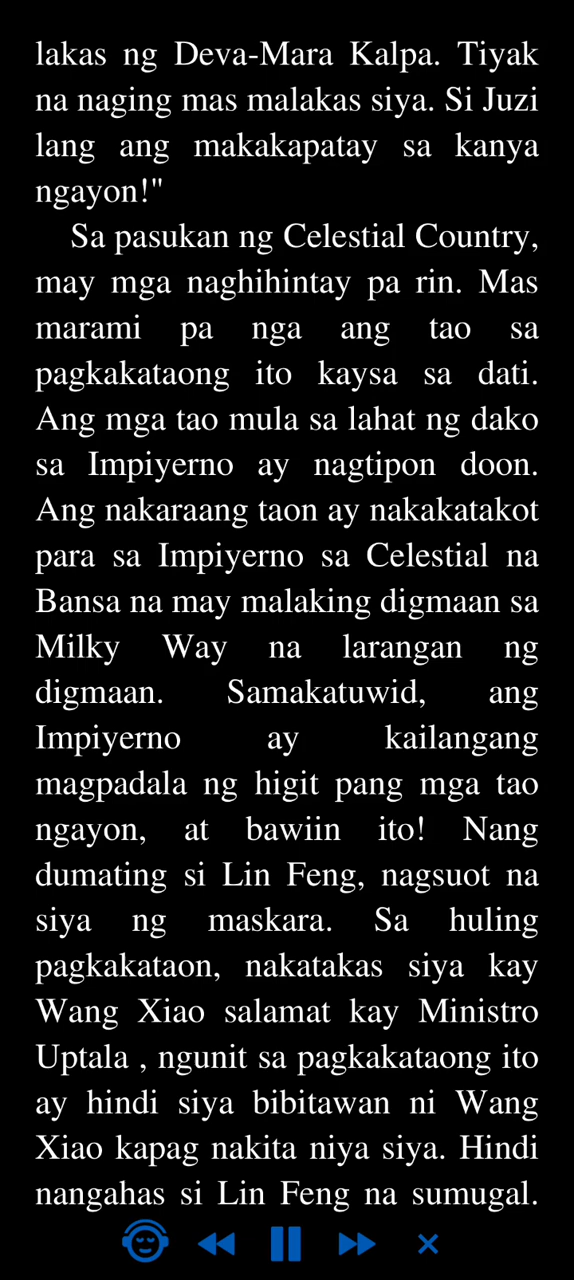 lakas ng Deva-Mara Kalpa. Tiyak
na naging mas malakas siya. Si Juzi
lang ang makakapatay sa kanya
ngayon!"
Sa pasukan ng Celestial Country,
may mga naghihintay pa rin. Mas
marami pa nga ang tao sa
pagkakataong ito kaysa sa dati.
Ang mga tao mula sa lahat ng dako
sa Impiyerno ay nagtipon doon.
Ang nakaraang taon ay nakakatakot
para sa Impiyerno sa Celestial na
Bansa na may malaking digmaan sa
Milky Way na larangan ng
digmaan. Samakatuwid, ang
Impiyerno ay kailangang
magpadala ng higit pang mga tao
ngayon, at bawiin ito! Nang
dumating si Lin Feng, nagsuot na
siya ng maskara. Sa huling
pagkakataon, nakatakas siya kay
Wang Xiao salamat kay Ministro
Uptala , ngunit sa pagkakataong ito
ay hindi siya bibitawan ni Wang
Xiao kapag nakita niya siya. Hindi
nangahas si Lin Feng na sumugal.